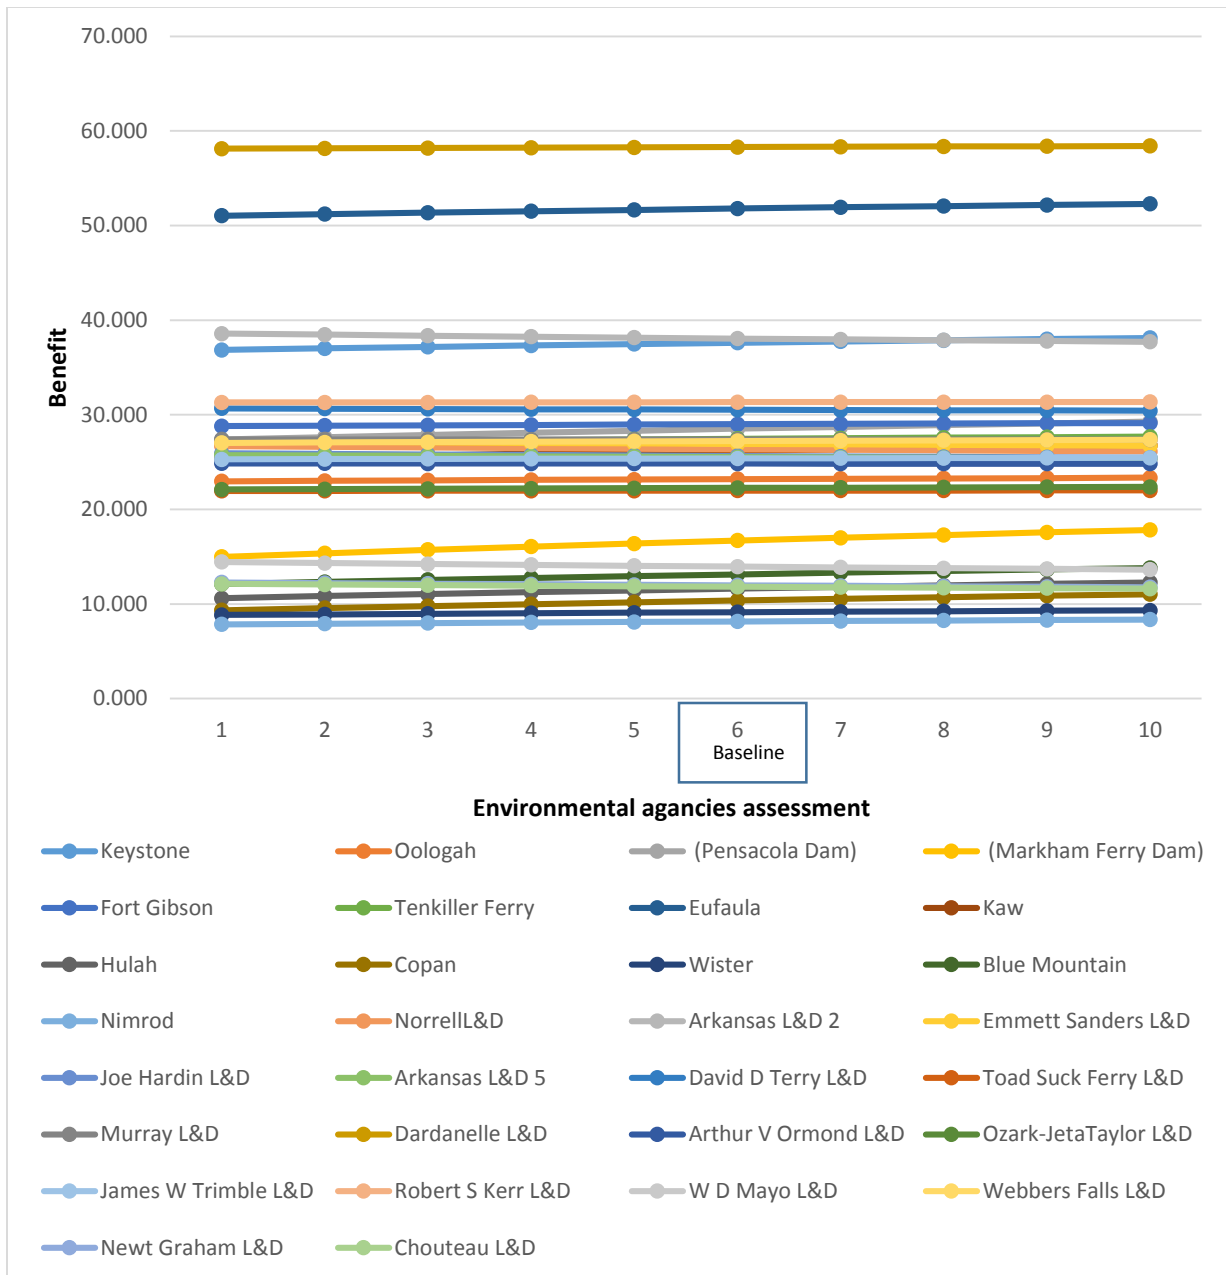 70.000
60.000
50.000
40.000
30.000
20.000
10.000
0.000
Benefit
1 2 3 4 5 6 7 8 9 10
Baseline
Environmental agancies assessment
Keystone Oologah (Pensacola Dam) (Markham Ferry Dam)
Fort Gibson Tenkiller Ferry Eufaula Kaw
Hulah Copan Wister Blue Mountain
Nimrod NorrellL&D Arkansas L&D 2 Emmett Sanders L&D
Joe Hardin L&D Arkansas L&D 5 David D Terry L&D Toad Suck Ferry L&D
Murray L&D Dardanelle L&D Arthur V Ormond L&D Ozark-JetaTaylor L&D
James W Trimble L&D Robert S Kerr L&D W D Mayo L&D Webbers Falls L&D
Newt Graham L&D Chouteau L&D